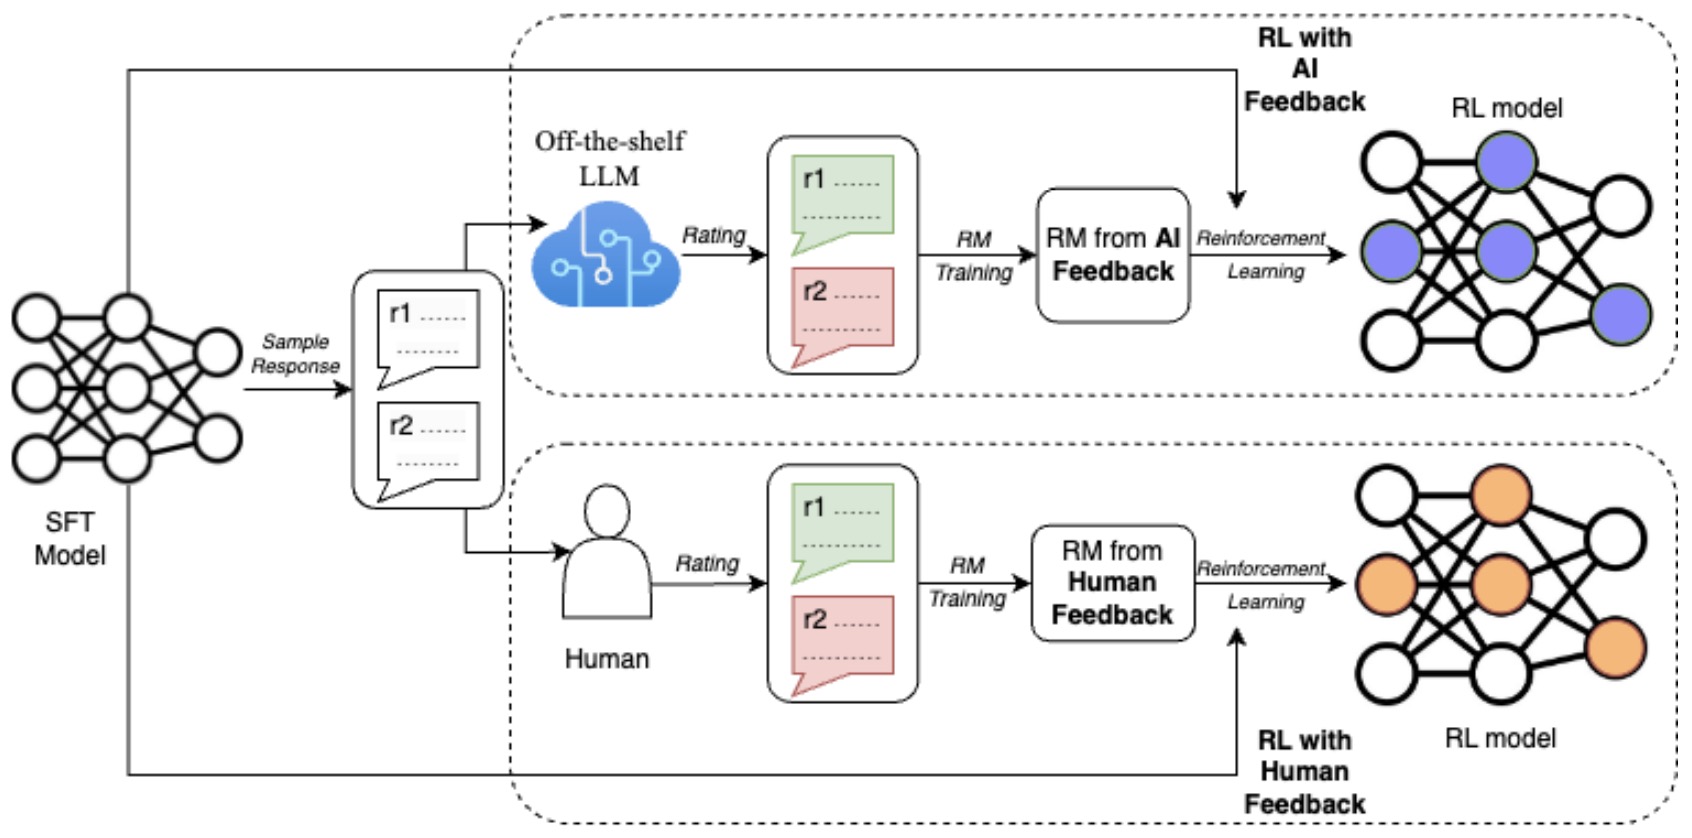 SFT
Model
Sample
Response
r1 ......
............
r2 ......
............
RL with
AI
Feedback
Off-the-shelf
LLM
Rating
r1 ......
............
r2 ......
............
RM
Training
RM from AI
Feedback
Reinforcement
Learning
RL model
Human
Rating
r1 ......
............
r2 ......
............
RM
Training
RM from
Human
Feedback
Reinforcement
Learning
RL model
RL with
Human
Feedback